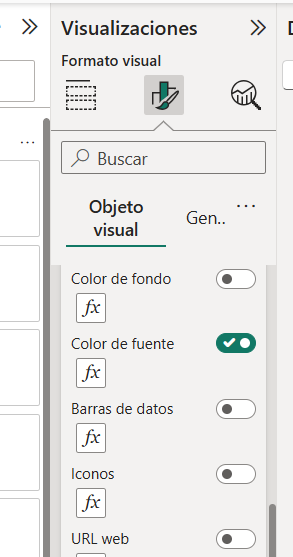 Visualizaciones
Formato visual
Buscar
Objeto visual
Gen..
Color de fondo
fx
Color de fuente
fx
Barras de datos
fx
Iconos
fx
URL web